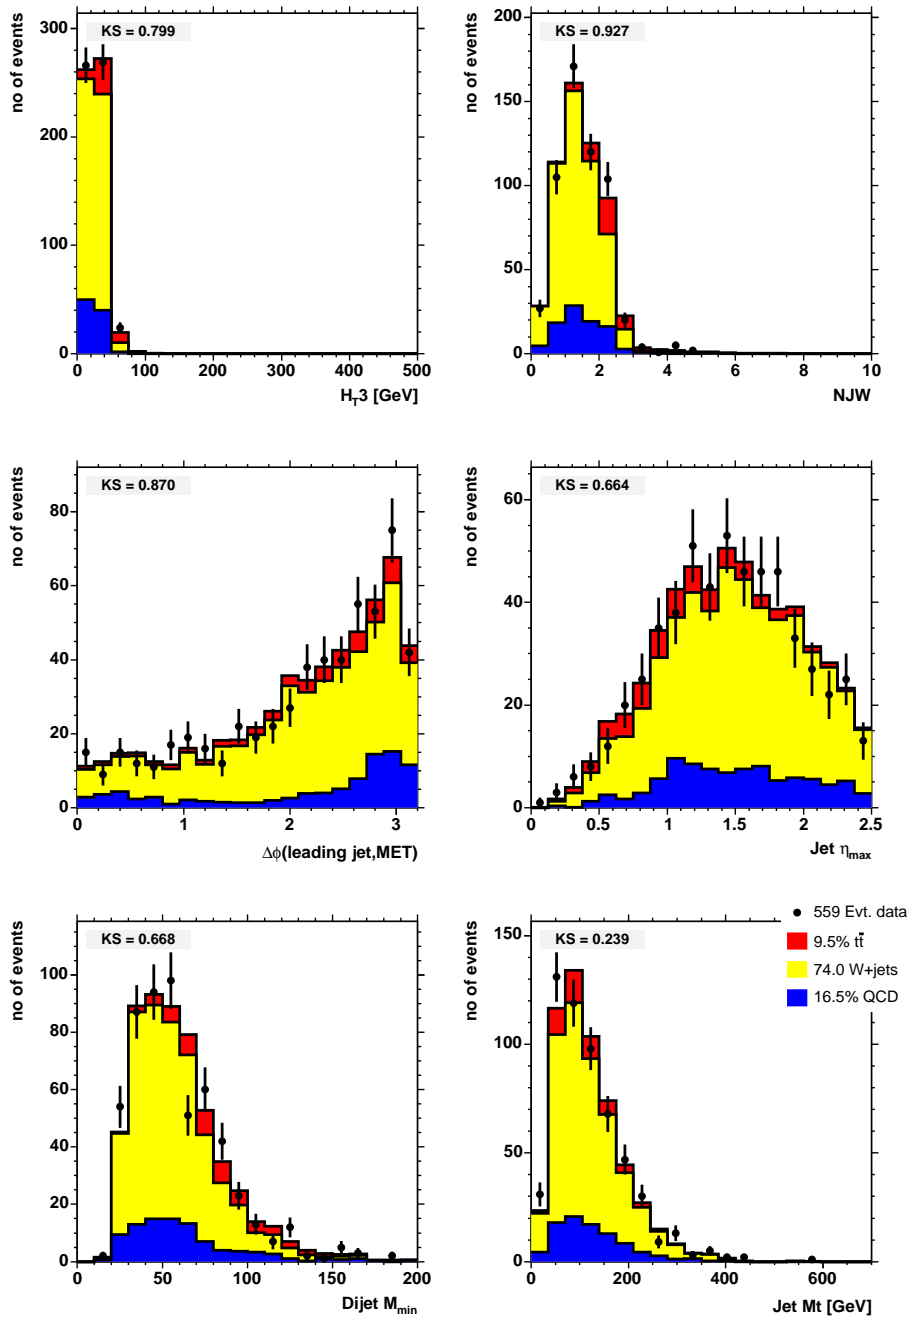 KS = 0.799
no of events
300
200
100
0
0 100 200 300 400 500
H_T3 [GeV]
KS = 0.927
no of events
200
150
100
50
0
0 2 4 6 8 10
NJW
KS = 0.870
no of events
80
60
40
20
0
0 1 2 3
Δϕ(leading jet,MET)
KS = 0.664
no of events
60
40
20
0
0 0.5 1 1.5 2 2.5
Jet η_max
KS = 0.668
no of events
100
80
60
40
20
0
0 50 100 150 200
Dijet M_min
KS = 0.239
no of events
150
100
50
0
0 200 400 600
Jet Mt [GeV]
559 Evt. data
9.5% tt̄
74.0 W+jets
16.5% QCD